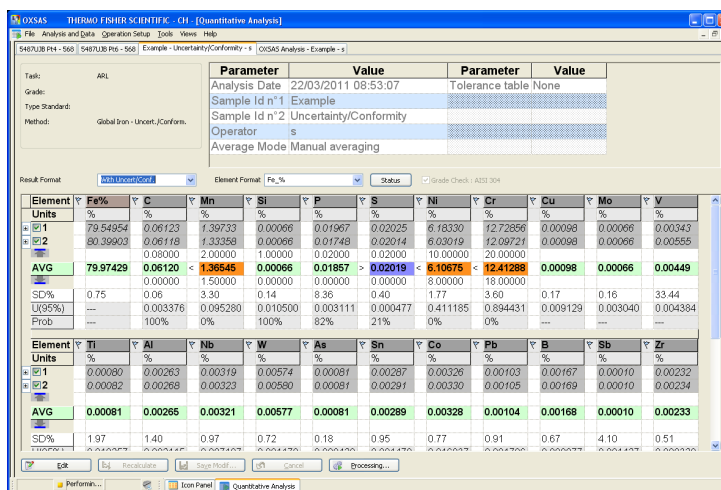 OXSAS THERMO FISHER SCIENTIFIC - CH - [Quantitative Analysis]
File Analysis and Data Operation Setup Tools Views Help
5487UJB Pt4 - 568 5487UJB Pt6 - 568 Example - Uncertainty/Conformity - s OXSAS Analysis - Example - s
Task: ARL
Grade:
Type Standard:
Method: Global Iron - Uncert./Conform.
Parameter Value Parameter Value
Analysis Date 22/03/2011 08:53:07 Tolerance table None
Sample Id n°1 Example
Sample Id n°2 Uncertainty/Conformity
Operator s
Average Mode Manual averaging
Result Format With Uncert/Conf. Element Format Fe_% Status Grade Check : AISI 304
Element Fe% C Mn Si P S Ni Cr Cu Mo V
Units % % % % % % % % % %
1 79.54954 0.06123 1.39733 0.00066 0.01967 0.02025 6.18330 12.72856 0.00098 0.00066 0.00343
2 80.39903 0.06118 1.33358 0.00066 0.01748 0.02014 6.03019 12.09721 0.00098 0.00066 0.00555
0.08000 2.00000 1.00000 0.02000 0.02000 10.00000 20.00000
AVG 79.97429 0.06120 < 1.36545 0.00066 0.01857 > 0.02019 < 6.10675 < 12.41288 0.00098 0.00066 0.00449
0.00000 1.50000 0.00000 0.00000 0.00000 8.00000 18.00000
SD% 0.75 0.06 3.30 0.14 8.36 0.40 1.77 3.60 0.17 0.16 33.44
U(95%) --- 0.003376 0.095280 0.010500 0.003111 0.000477 0.411185 0.894431 0.009129 0.003040 0.004384
Prob --- 100% 0% 100% 82% 21% 0% 0% --- --- ---
Element Ti Al Nb W As Sn Co Pb B Sb Zr
Units % % % % % % % % % % %
1 0.00080 0.00263 0.00319 0.00574 0.00081 0.00287 0.00326 0.00103 0.00167 0.00010 0.00232
2 0.00082 0.00268 0.00323 0.00580 0.00081 0.00291 0.00330 0.00105 0.00169 0.00010 0.00234
AVG 0.00081 0.00265 0.00321 0.00577 0.00081 0.00289 0.00328 0.00104 0.00168 0.00010 0.00233
SD% 1.97 1.40 0.97 0.72 0.18 0.95 0.77 0.91 0.67 4.10 0.51
Edit Recalculate Save Modif... Cancel Processing...
Performin... Icon Panel Quantitative Analysis